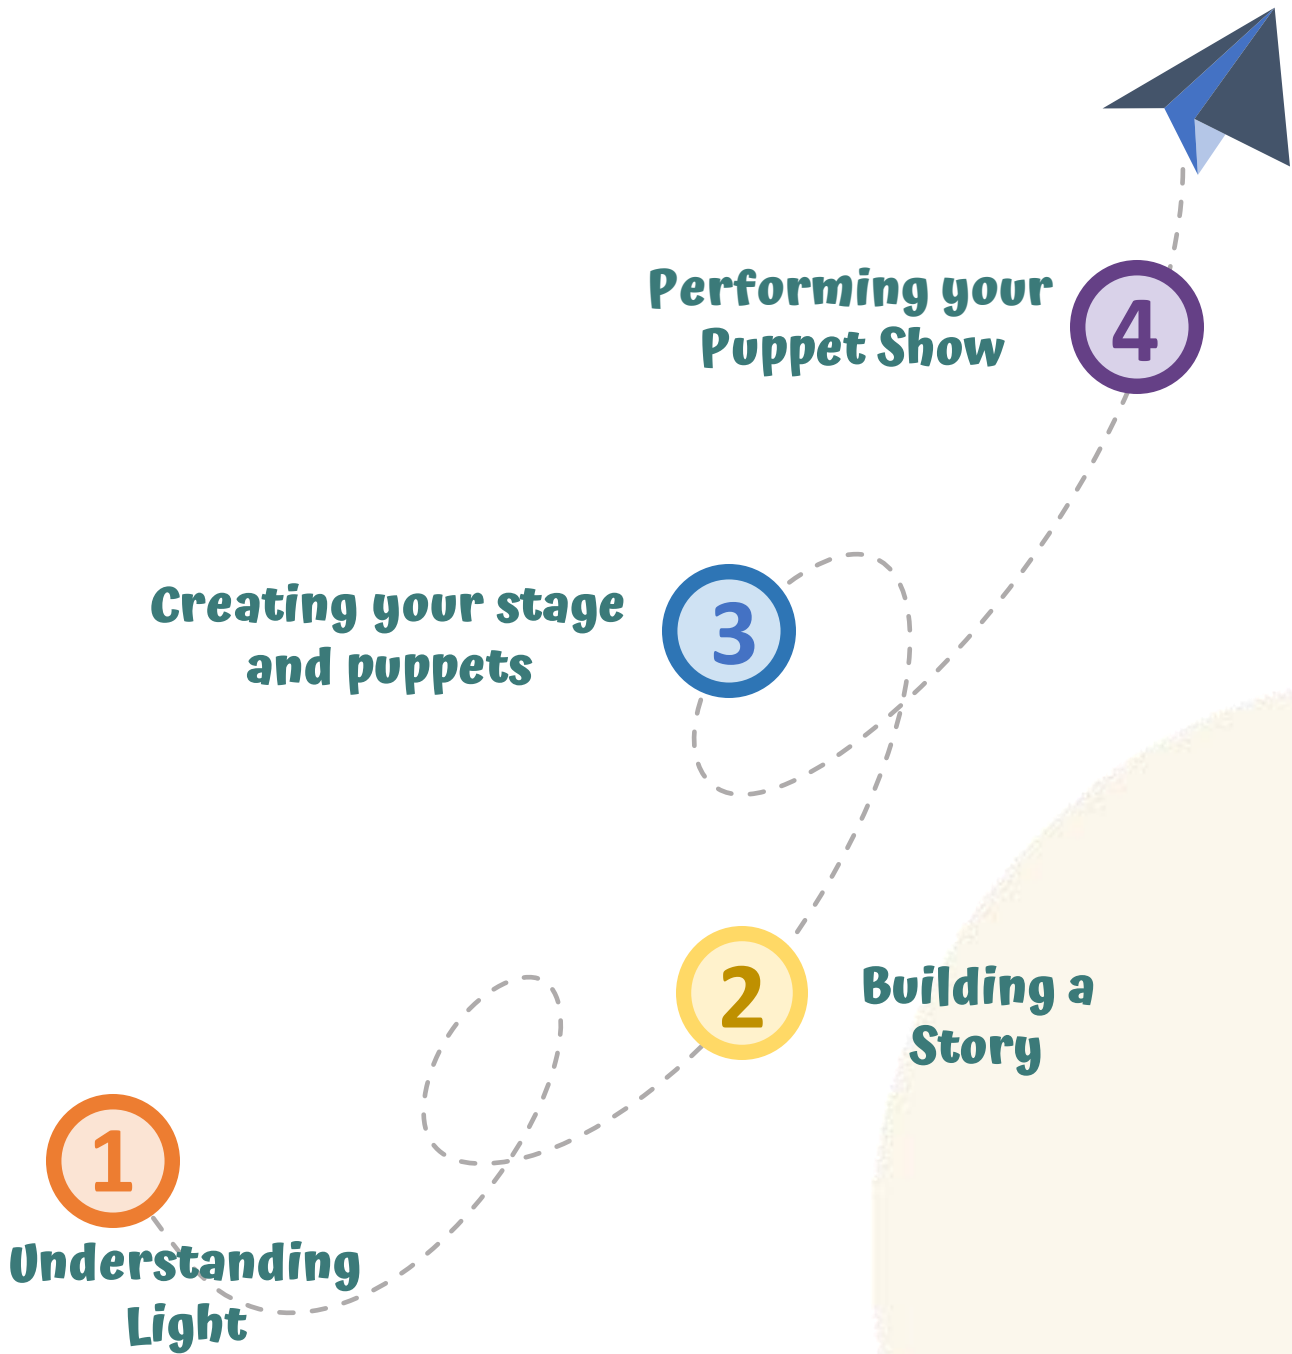 Performing your
Puppet Show
4
Creating your stage
and puppets
3
2
Building a
Story
1
Understanding
Light